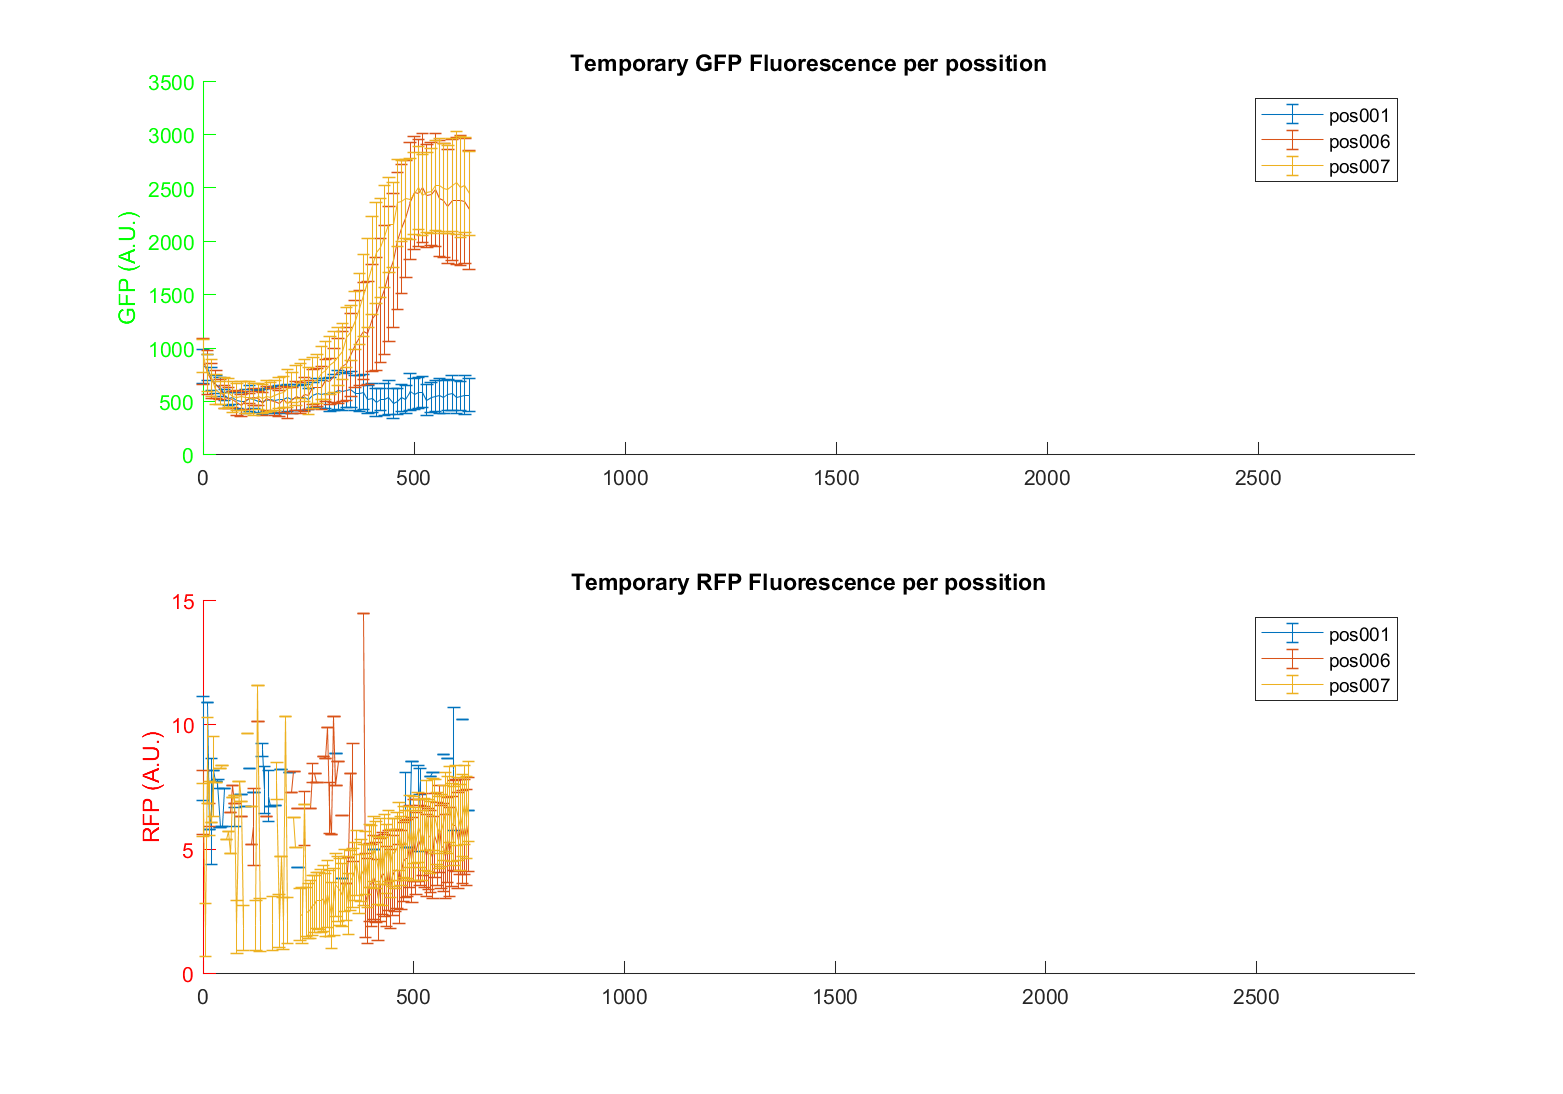 Temporary GFP Fluorescence per possition
3500
3000
2500
2000
1500
1000
500
0
GFP (A.U.)
pos001
pos006
pos007
0 500 1000 1500 2000 2500
Temporary RFP Fluorescence per possition
15
10
5
0
RFP (A.U.)
pos001
pos006
pos007
0 500 1000 1500 2000 2500